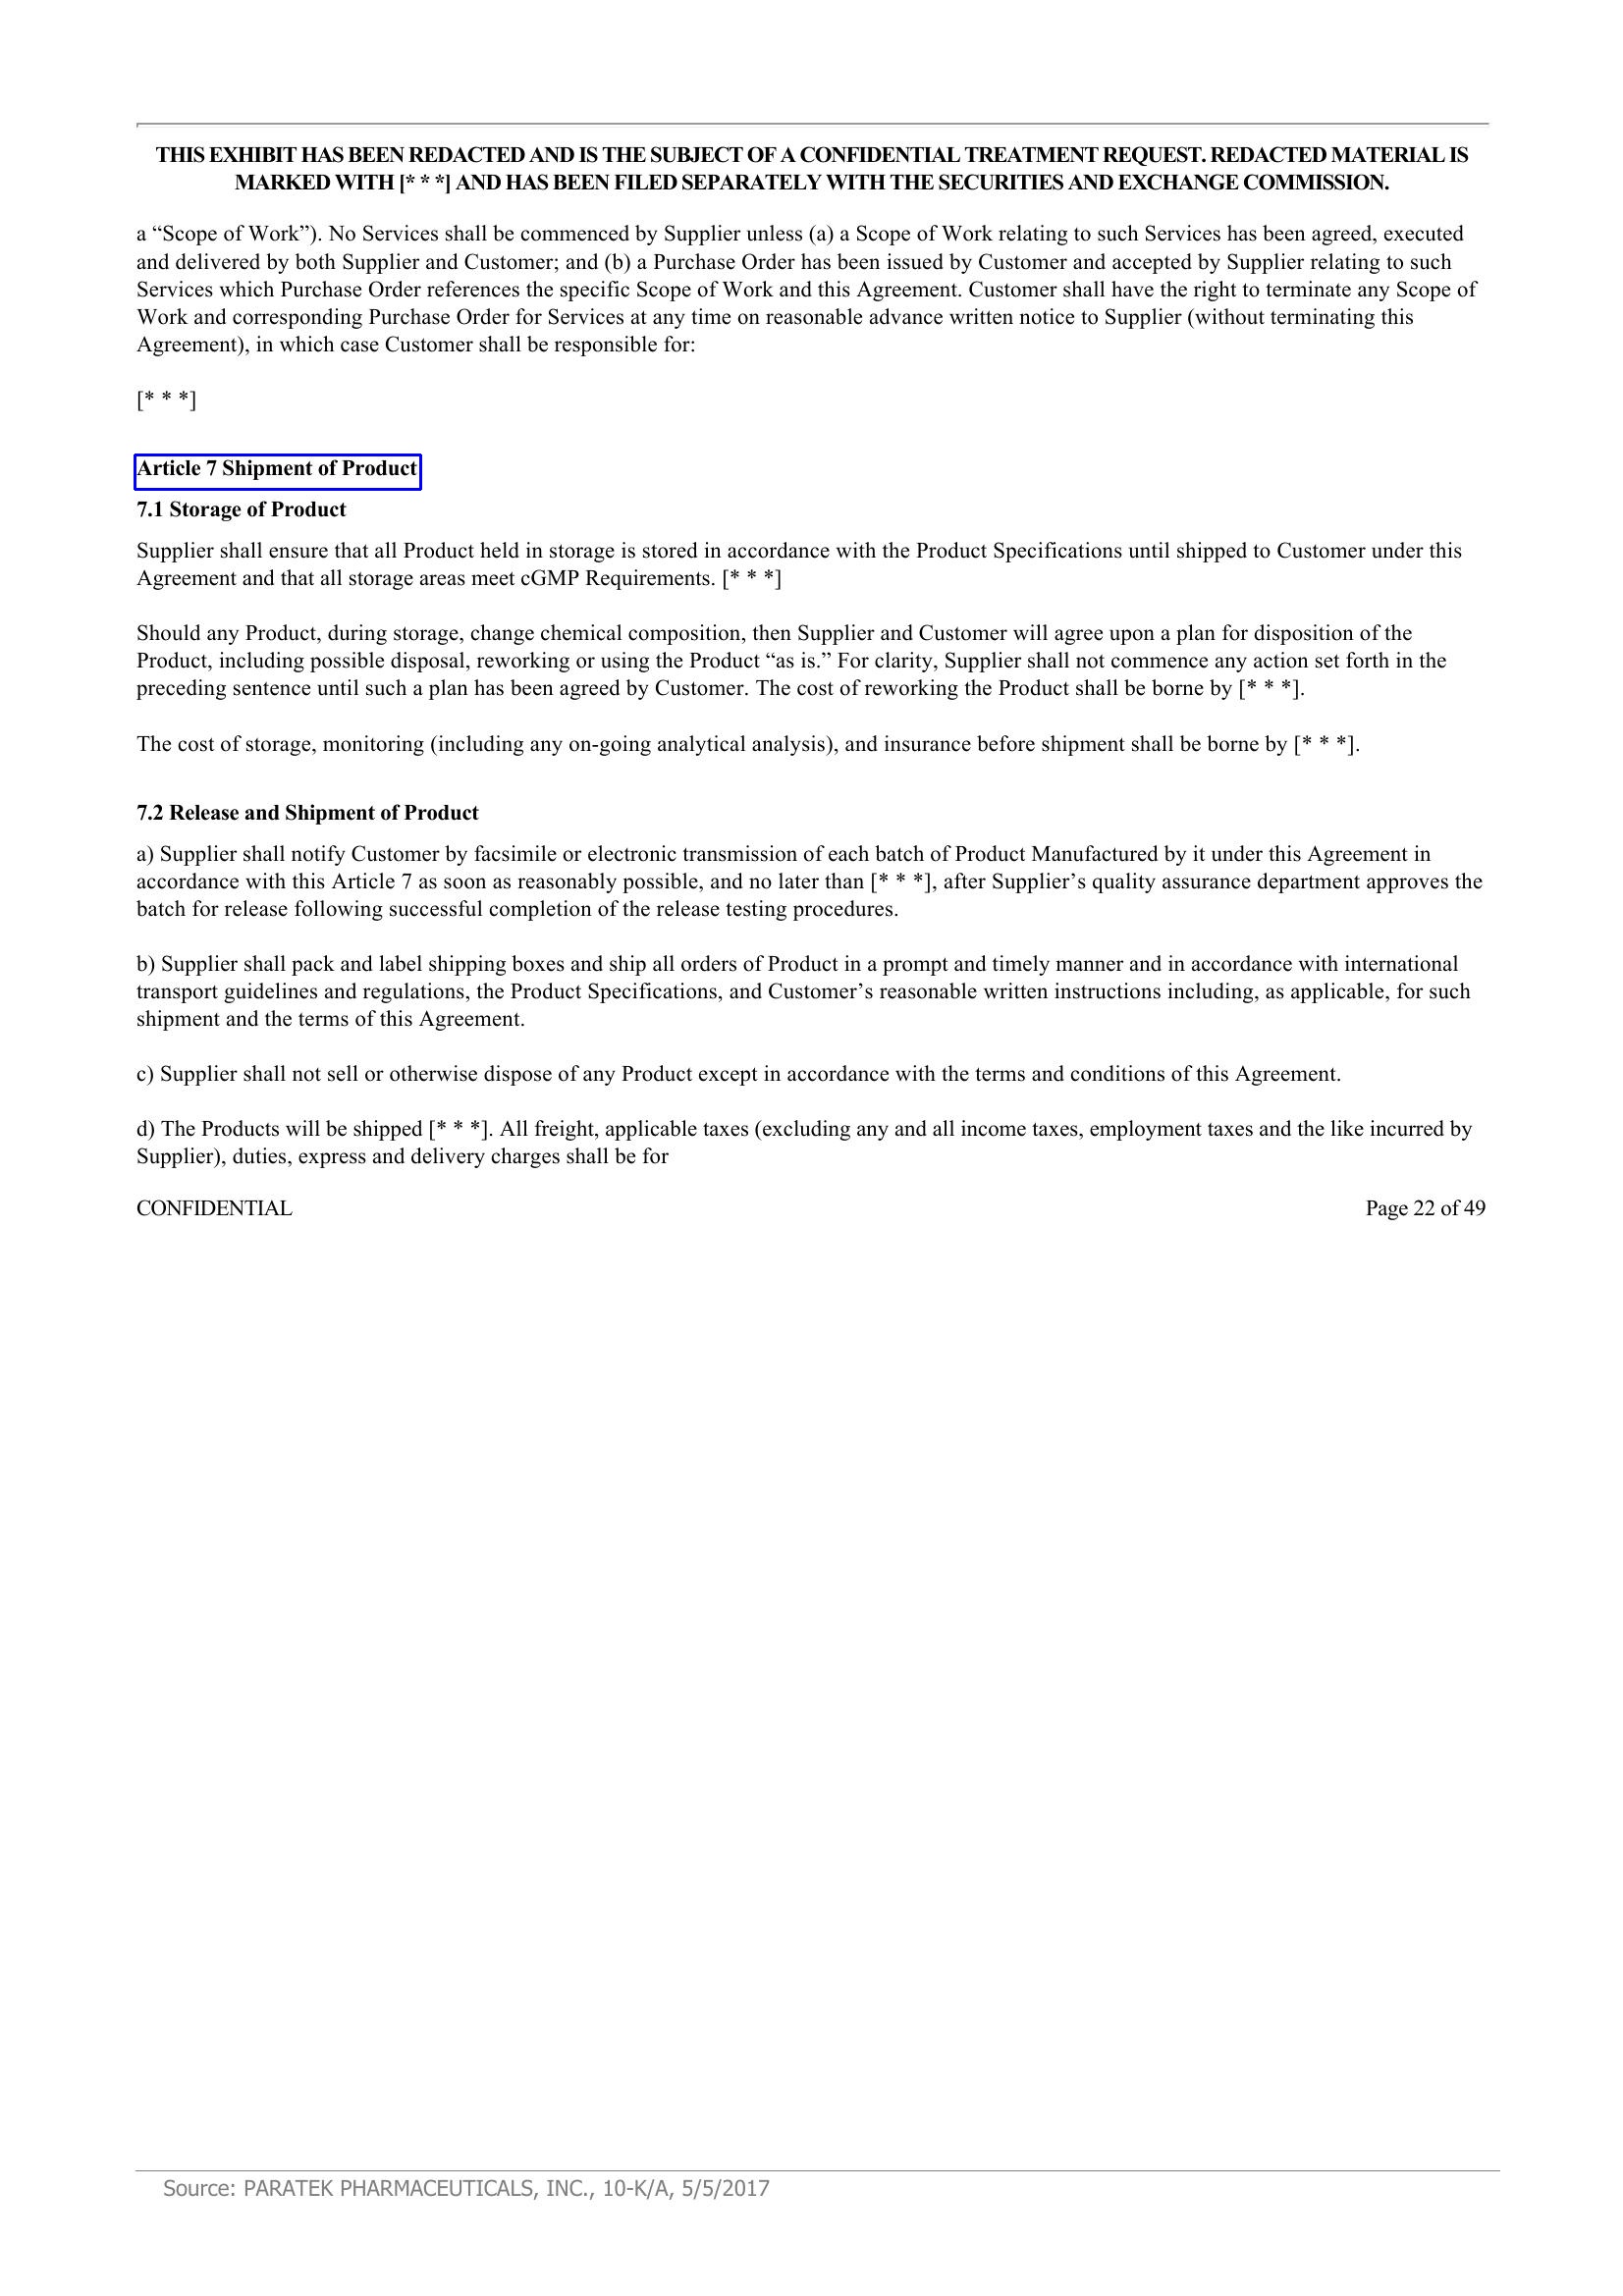 THIS EXHIBIT HAS BEEN REDACTED AND IS THE SUBJECT OF A CONFIDENTIAL TREATMENT REQUEST. REDACTED MATERIAL IS
MARKED WITH [* * *] AND HAS BEEN FILED SEPARATELY WITH THE SECURITIES AND EXCHANGE COMMISSION.
a “Scope of Work”). No Services shall be commenced by Supplier unless (a) a Scope of Work relating to such Services has been agreed, executed
and delivered by both Supplier and Customer; and (b) a Purchase Order has been issued by Customer and accepted by Supplier relating to such
Services which Purchase Order references the specific Scope of Work and this Agreement. Customer shall have the right to terminate any Scope of
Work and corresponding Purchase Order for Services at any time on reasonable advance written notice to Supplier (without terminating this
Agreement), in which case Customer shall be responsible for:
[* * *]
Article 7 Shipment of Product
7.1 Storage of Product
Supplier shall ensure that all Product held in storage is stored in accordance with the Product Specifications until shipped to Customer under this
Agreement and that all storage areas meet cGMP Requirements. [* * *]
Should any Product, during storage, change chemical composition, then Supplier and Customer will agree upon a plan for disposition of the
Product, including possible disposal, reworking or using the Product “as is.” For clarity, Supplier shall not commence any action set forth in the
preceding sentence until such a plan has been agreed by Customer. The cost of reworking the Product shall be borne by [* * *].
The cost of storage, monitoring (including any on-going analytical analysis), and insurance before shipment shall be borne by [* * *].
7.2 Release and Shipment of Product
a) Supplier shall notify Customer by facsimile or electronic transmission of each batch of Product Manufactured by it under this Agreement in
accordance with this Article 7 as soon as reasonably possible, and no later than [* * *], after Supplier’s quality assurance department approves the
batch for release following successful completion of the release testing procedures.
b) Supplier shall pack and label shipping boxes and ship all orders of Product in a prompt and timely manner and in accordance with international
transport guidelines and regulations, the Product Specifications, and Customer’s reasonable written instructions including, as applicable, for such
shipment and the terms of this Agreement.
c) Supplier shall not sell or otherwise dispose of any Product except in accordance with the terms and conditions of this Agreement.
d) The Products will be shipped [* * *]. All freight, applicable taxes (excluding any and all income taxes, employment taxes and the like incurred by
Supplier), duties, express and delivery charges shall be for
CONFIDENTIAL Page 22 of 49
Source: PARATEK PHARMACEUTICALS, INC., 10-K/A, 5/5/2017